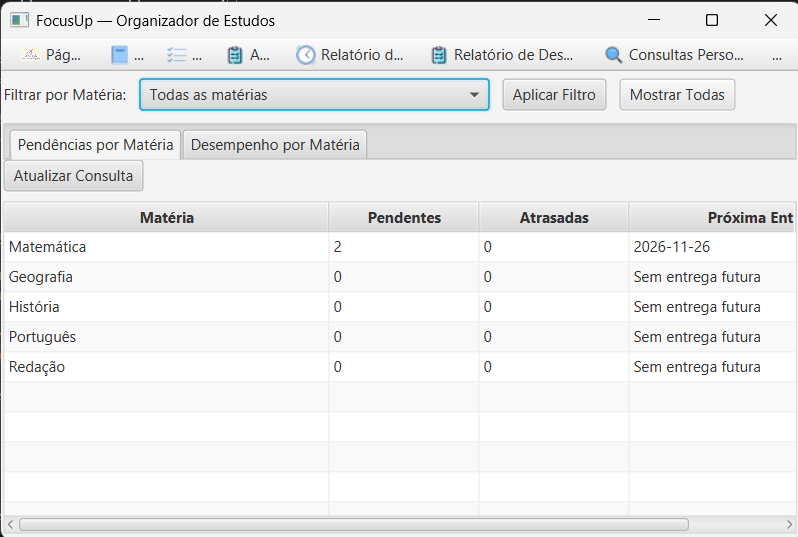 FocusUp — Organizador de Estudos
Pág... ... ... A... Relatório d... Relatório de Des... Consultas Perso... ...
Filtrar por Matéria: Todas as matérias Aplicar Filtro Mostrar Todas
Pendências por Matéria Desempenho por Matéria
Atualizar Consulta
Matéria Pendentes Atrasadas Próxima Ent
Matemática 2 0 2026-11-26
Geografia 0 0 Sem entrega futura
História 0 0 Sem entrega futura
Português 0 0 Sem entrega futura
Redação 0 0 Sem entrega futura